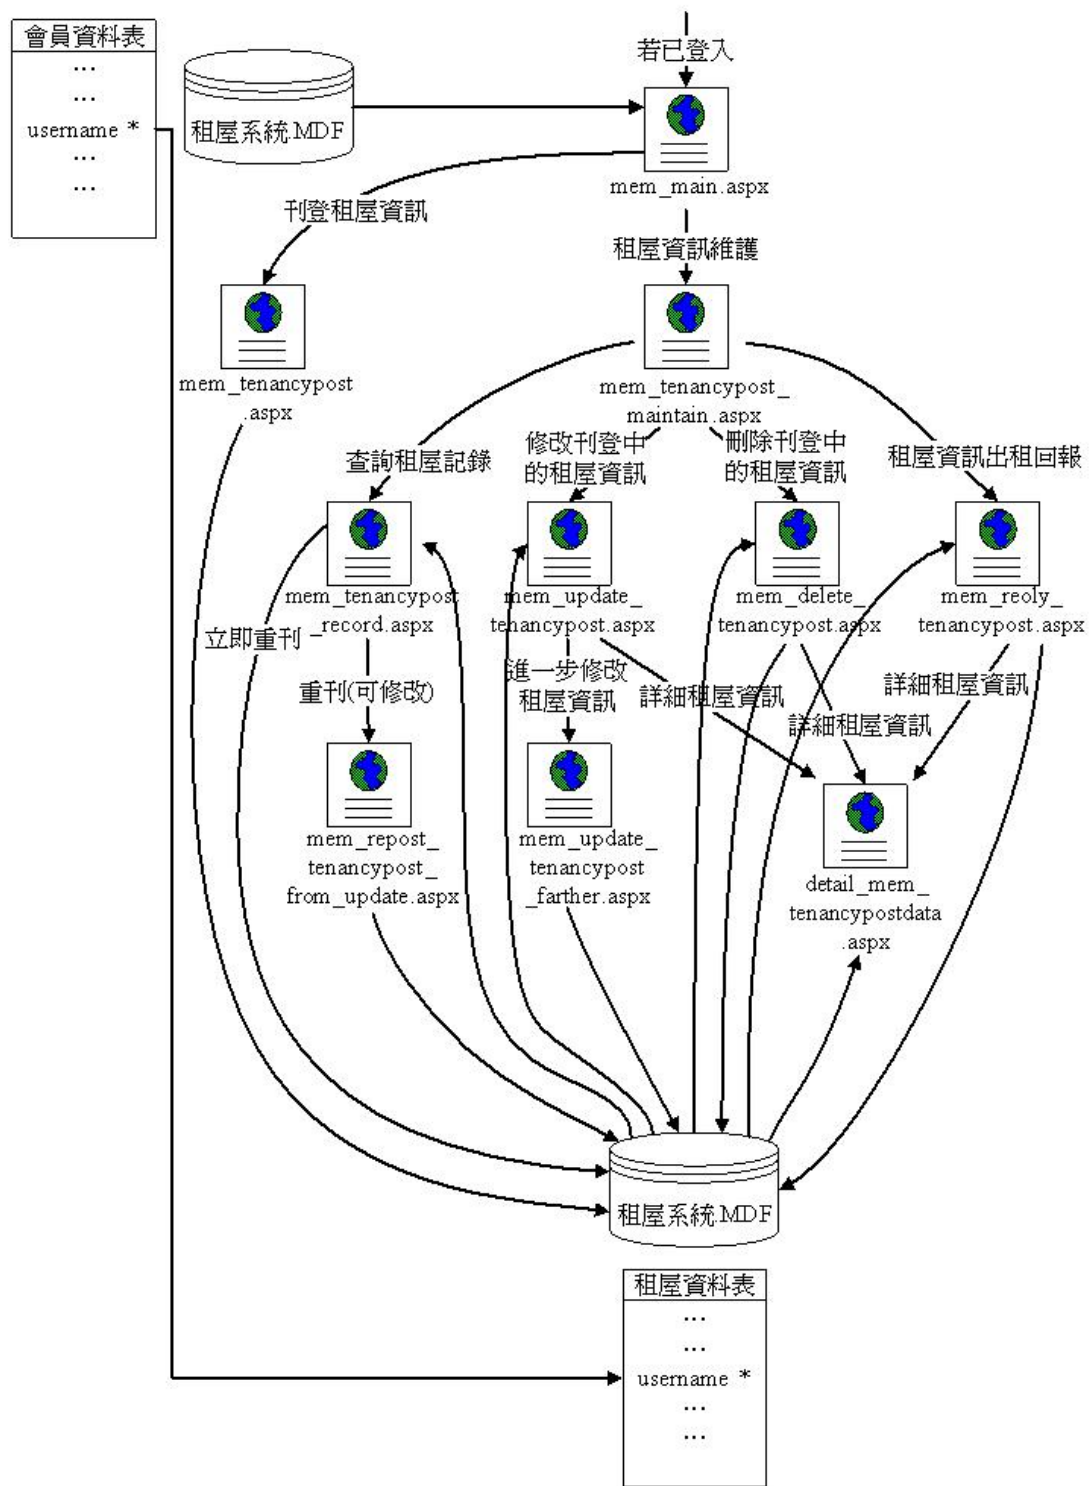 會員資料表
...
...
username *
...
...
租屋系統.MDF
若已登入
mem_main.aspx
刊登租屋資訊
租屋資訊維護
mem_tenancypost
.aspx
mem_tenancypost_
maintain.aspx
查詢租屋記錄
修改刊登中
的租屋資訊
刪除刊登中
的租屋資訊
租屋資訊出租回報
mem_tenancypost
_record.aspx
mem_update_
tenancypost.aspx
mem_delete_
tenancypost.aspx
mem_reoly_
tenancypost.aspx
立即重刊
重刊(可修改)
進一步修改
租屋資訊
詳細租屋資訊
詳細租屋資訊
詳細租屋資訊
mem_repost_
tenancypost_
from_update.aspx
mem_update_
tenancypost
_farther.aspx
detail_mem_
tenancypostdata
.aspx
租屋系統.MDF
租屋資料表
...
...
username *
...
...